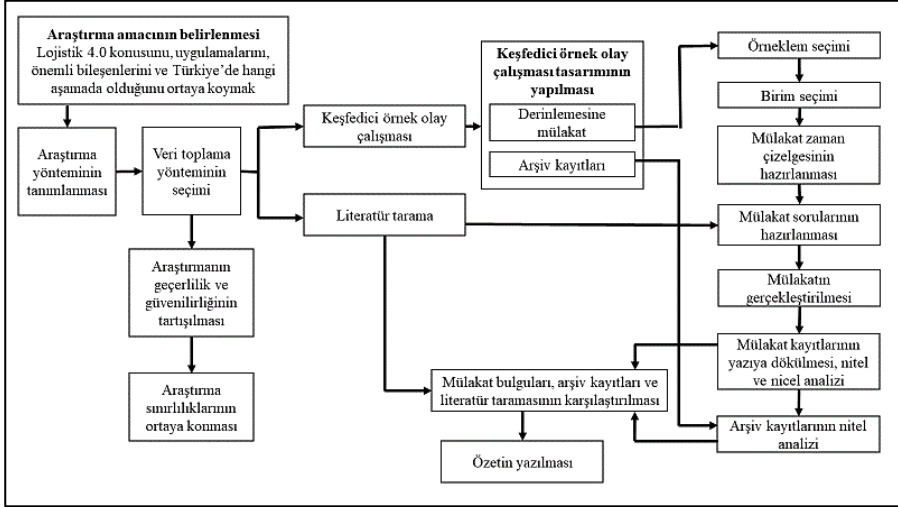 Araştırma amacının belirlenmesi
Lojistik 4.0 konusunu, uygulamalarını,
önemli bileşenlerini ve Türkiye’de hangi
aşamada olduğunu ortaya koymak
Araştırma
yönteminin
tanımlanması
Veri toplama
yönteminin
seçimi
Araştırmanın
geçerlilik ve
güvenilirliğinin
tartışılması
Araştırma
sınırlılıklarının
ortaya konması
Keşfedici örnek olay
çalışması
Literatür tarama
Keşfedici örnek olay
çalışması tasarımının
yapılması
Derinlemesine
mülakat
Arşiv kayıtları
Örneklem seçimi
Birim seçimi
Mülakat zaman
çizelgesinin
hazırlanması
Mülakat sorularının
hazırlanması
Mülakatın
gerçekleştirilmesi
Mülakat kayıtlarının
yazıya dökülmesi, nitel
ve nicel analizi
Arşiv kayıtlarının nitel
analizi
Mülakat bulguları, arşiv kayıtları ve
literatür taramasının karşılaştırılması
Özetin yazılması